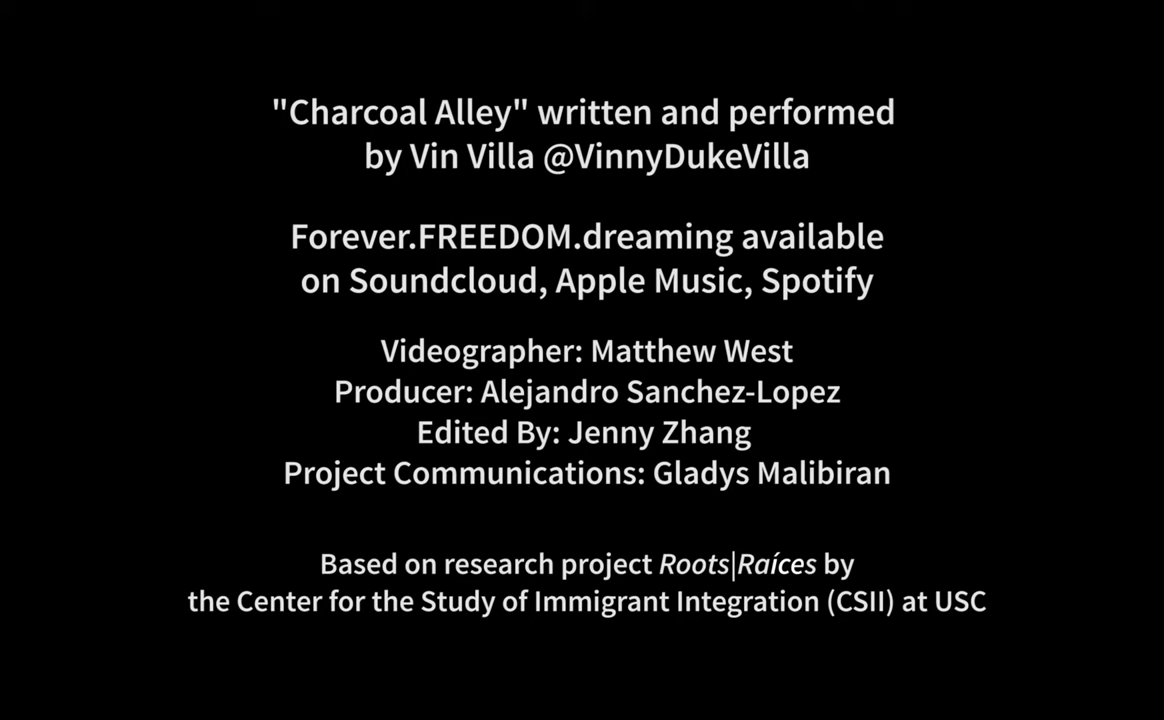 "Charcoal Alley" written and performed
by Vin Villa @VinnyDukeVilla
Forever.FREEDOM.dreaming available
on Soundcloud, Apple Music, Spotify
Videographer: Matthew West
Producer: Alejandro Sanchez-Lopez
Edited By: Jenny Zhang
Project Communications: Gladys Malibiran
Based on research project Roots|Raíces by
the Center for the Study of Immigrant Integration (CSII) at USC